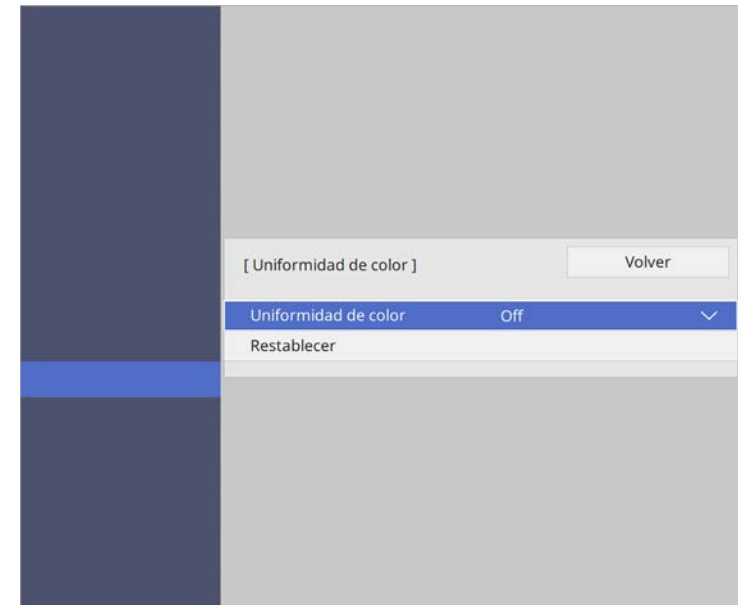 [ Uniformidad de color ] Volver
Uniformidad de color Off
Restablecer